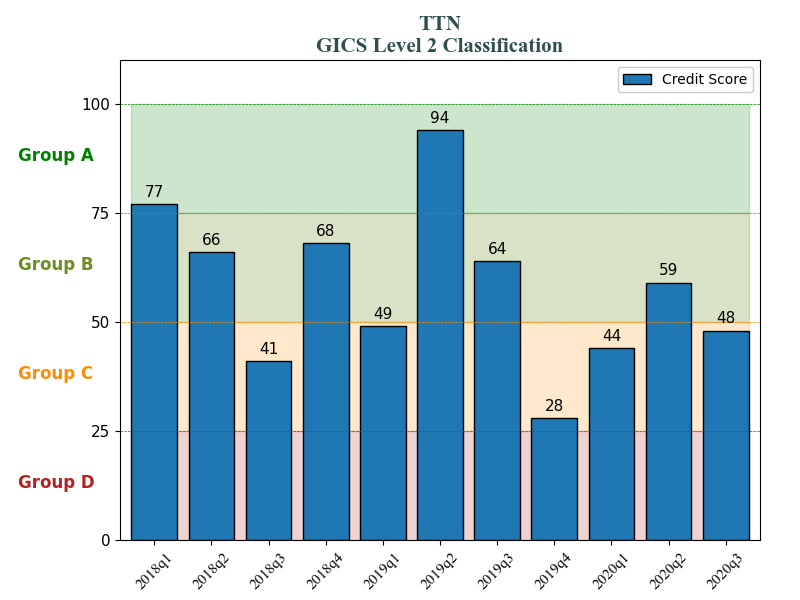 TTN
GICS Level 2 Classification
Credit Score
100
Group A
94
77
75
68
66
64
Group B
59
50
49
48
44
41
Group C
28
25
Group D
0
2018q1 2018q2 2018q3 2018q4 2019q1 2019q2 2019q3 2019q4 2020q1 2020q2 2020q3